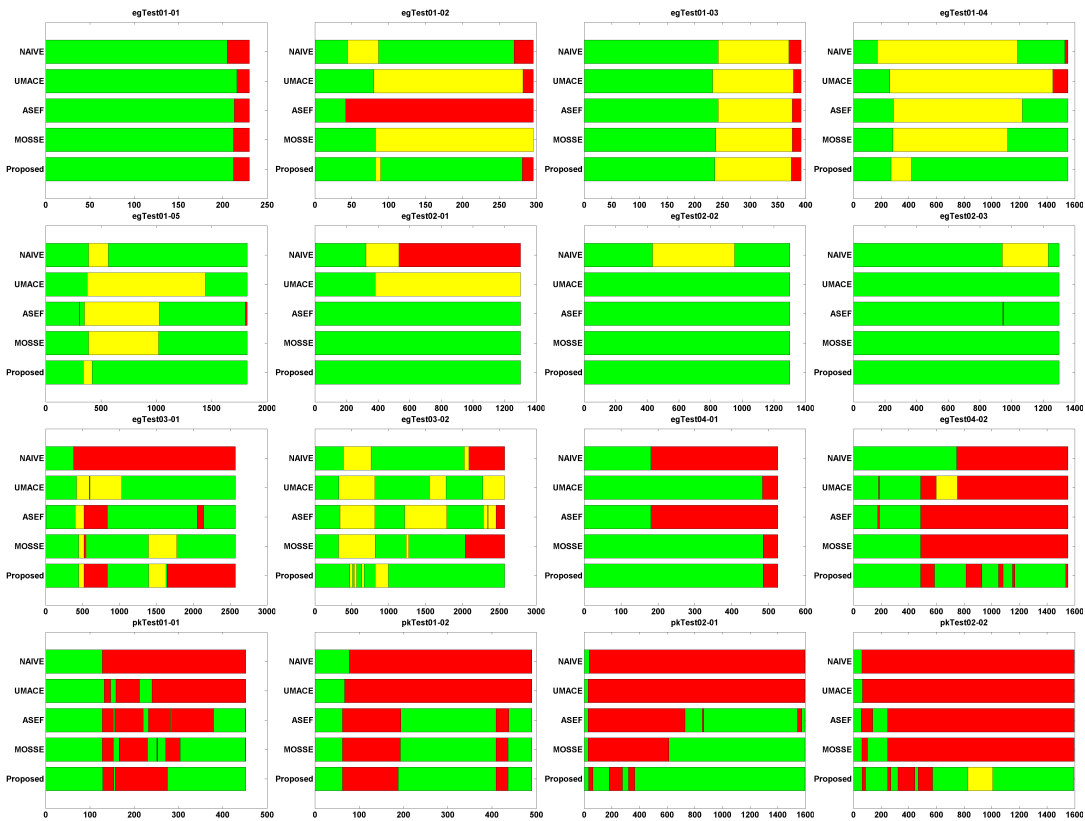 egTest01-01 egTest01-02 egTest01-03 egTest01-04
NAIVE NAIVE NAIVE NAIVE
UMACE UMACE UMACE UMACE
ASEF ASEF ASEF ASEF
MOSSE MOSSE MOSSE MOSSE
Proposed Proposed Proposed Proposed
0 50 100 150 200 250 0 50 100 150 200 250 300 0 50 100 150 200 250 300 350 400 0 200 400 600 800 1000 1200 1400 1600
egTest01-05 egTest02-01 egTest02-02 egTest02-03
NAIVE NAIVE NAIVE NAIVE
UMACE UMACE UMACE UMACE
ASEF ASEF ASEF ASEF
MOSSE MOSSE MOSSE MOSSE
Proposed Proposed Proposed Proposed
0 500 1000 1500 2000 0 200 400 600 800 1000 1200 1400 0 200 400 600 800 1000 1200 1400 0 200 400 600 800 1000 1200 1400
egTest03-01 egTest03-02 egTest04-01 egTest04-02
NAIVE NAIVE NAIVE NAIVE
UMACE UMACE UMACE UMACE
ASEF ASEF ASEF ASEF
MOSSE MOSSE MOSSE MOSSE
Proposed Proposed Proposed Proposed
0 500 1000 1500 2000 2500 3000 0 500 1000 1500 2000 2500 3000 0 100 200 300 400 500 600 0 200 400 600 800 1000 1200 1400 1600
pkTest01-01 pkTest01-02 pkTest02-01 pkTest02-02
NAIVE NAIVE NAIVE NAIVE
UMACE UMACE UMACE UMACE
ASEF ASEF ASEF ASEF
MOSSE MOSSE MOSSE MOSSE
Proposed Proposed Proposed Proposed
0 100 200 300 400 500 0 100 200 300 400 500 0 200 400 600 800 1000 1200 1400 1600 0 200 400 600 800 1000 1200 1400 1600